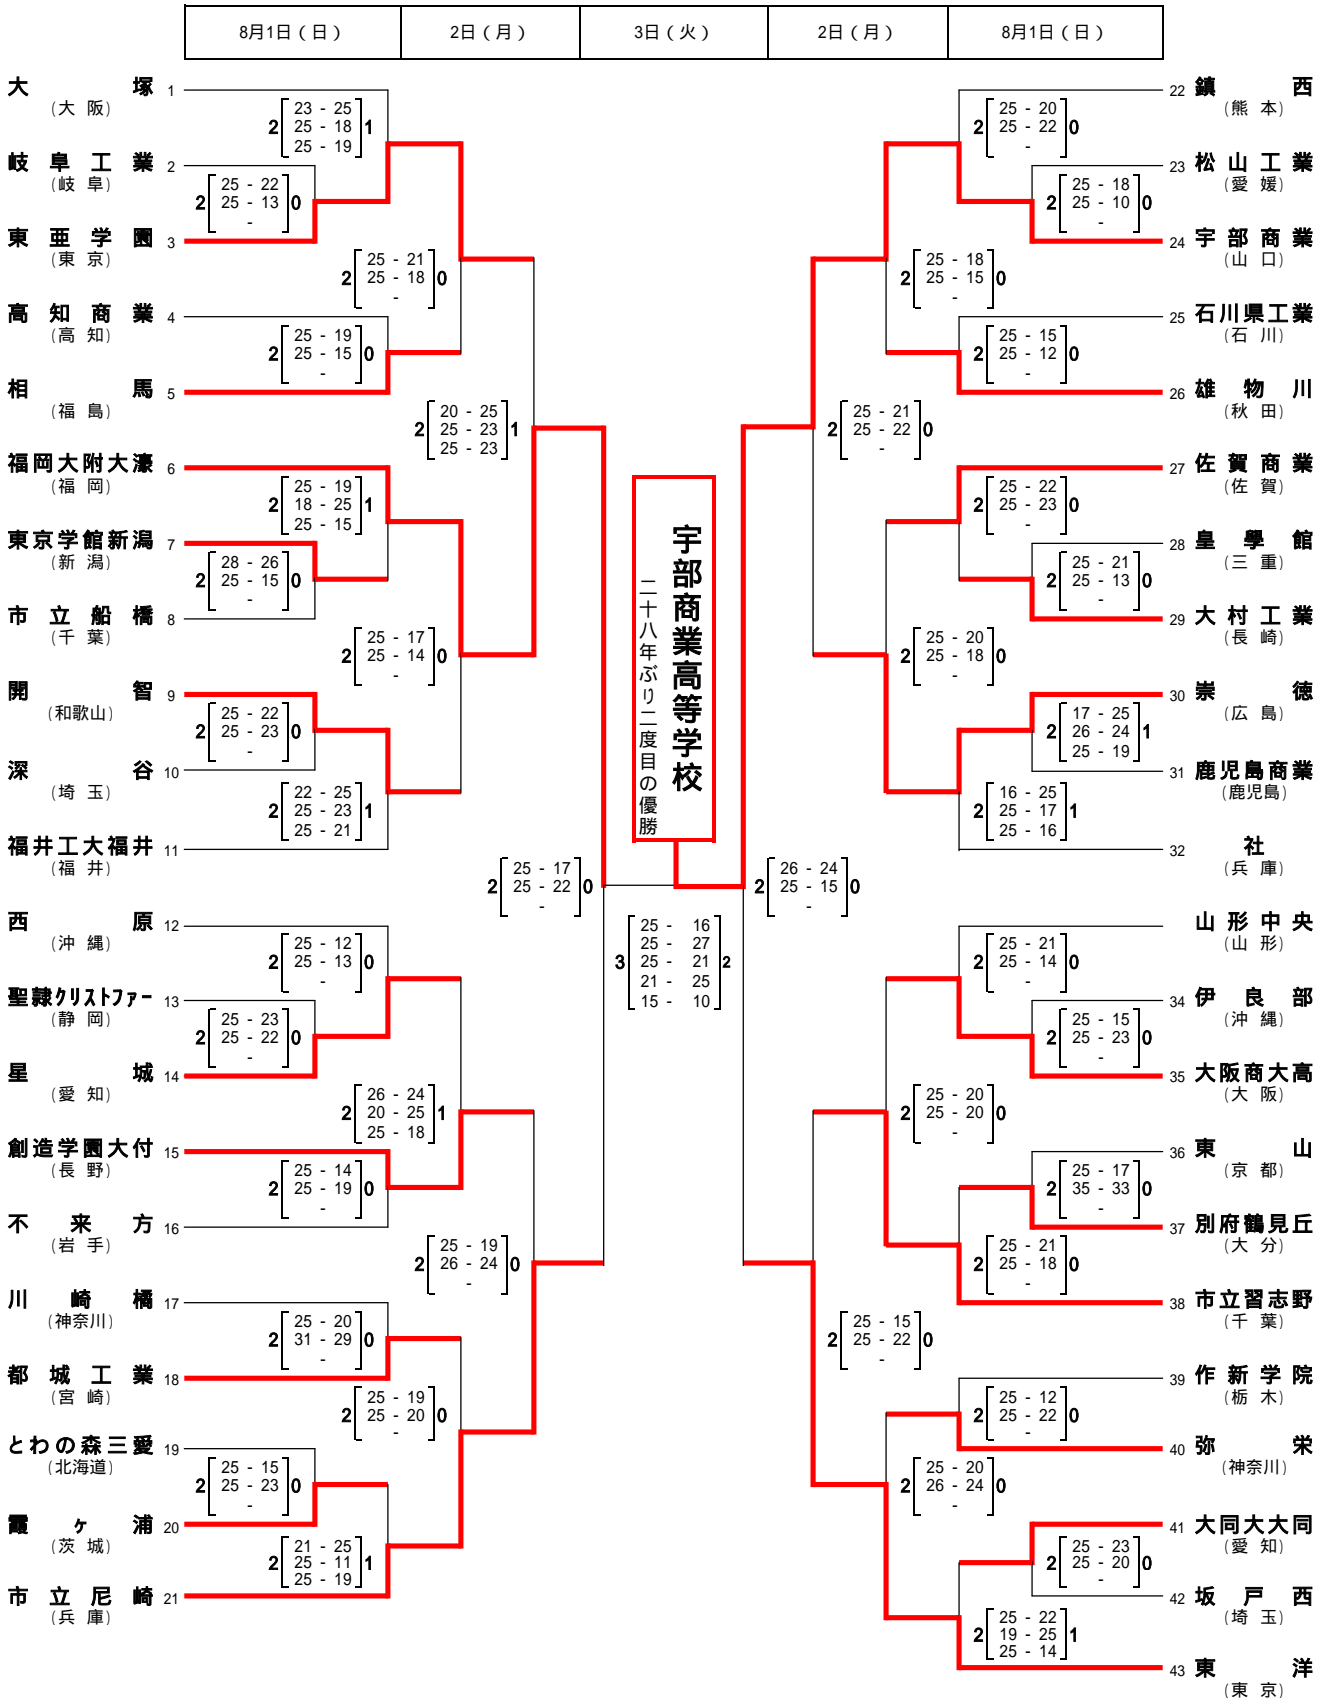 8月1日（日） 2日（月） 3日（火） 2日（月） 8月1日（日）
大塚 1
（大阪）
2 [23 - 25 25 - 18 25 - 19] 1
岐阜工業 2
（岐阜）
2 [25 - 22 25 - 13 -] 0
東亜学園 3
（東京）
2 [25 - 21 25 - 18 -] 0
高知商業 4
（高知）
2 [25 - 19 25 - 15 -] 0
相馬 5
（福島）
2 [20 - 25 25 - 23 25 - 23] 1
福岡大附大濠 6
（福岡）
2 [25 - 19 18 - 25 25 - 15] 1
東京学館新潟 7
（新潟）
2 [28 - 26 25 - 15 -] 0
市立船橋 8
（千葉）
2 [25 - 17 25 - 14 -] 0
開智 9
（和歌山）
2 [25 - 22 25 - 23 -] 0
深谷 10
（埼玉）
2 [22 - 25 25 - 23 25 - 21] 1
福井工大福井 11
（福井）
2 [25 - 17 25 - 22 -] 0
西原 12
（沖縄）
2 [25 - 12 25 - 13 -] 0
聖隷クリストファー 13
（静岡）
2 [25 - 23 25 - 22 -] 0
星城 14
（愛知）
2 [26 - 24 20 - 25 25 - 18] 1
創造学園大付 15
（長野）
2 [25 - 14 25 - 19 -] 0
不来方 16
（岩手）
2 [25 - 19 26 - 24 -] 0
川崎橘 17
（神奈川）
2 [25 - 20 31 - 29 -] 0
都城工業 18
（宮崎）
2 [25 - 19 25 - 20 -] 0
とわの森三愛 19
（北海道）
2 [25 - 15 25 - 23 -] 0
霞ヶ浦 20
（茨城）
2 [21 - 25 25 - 11 25 - 19] 1
市立尼崎 21
（兵庫）
宇部商業高等学校
二十八年ぶり二度目の優勝
3 [25 - 16 25 - 27 25 - 21 21 - 25 15 - 10] 2
22 鎮西
（熊本）
2 [25 - 20 25 - 22 -] 0
23 松山工業
（愛媛）
2 [25 - 18 25 - 10 -] 0
24 宇部商業
（山口）
2 [25 - 18 25 - 15 -] 0
25 石川県工業
（石川）
2 [25 - 15 25 - 12 -] 0
26 雄物川
（秋田）
2 [25 - 21 25 - 22 -] 0
27 佐賀商業
（佐賀）
2 [25 - 22 25 - 23 -] 0
28 皇學館
（三重）
2 [25 - 21 25 - 13 -] 0
29 大村工業
（長崎）
2 [25 - 20 25 - 18 -] 0
30 崇徳
（広島）
2 [17 - 25 26 - 24 25 - 19] 1
31 鹿児島商業
（鹿児島）
2 [16 - 25 25 - 17 25 - 16] 1
32 社
（兵庫）
2 [26 - 24 25 - 15 -] 0
山形中央
（山形）
2 [25 - 21 25 - 14 -] 0
34 伊良部
（沖縄）
2 [25 - 15 25 - 23 -] 0
35 大阪商大高
（大阪）
2 [25 - 20 25 - 20 -] 0
36 東山
（京都）
2 [25 - 17 35 - 33 -] 0
37 別府鶴見丘
（大分）
2 [25 - 21 25 - 18 -] 0
38 市立習志野
（千葉）
2 [25 - 15 25 - 22 -] 0
39 作新学院
（栃木）
2 [25 - 12 25 - 22 -] 0
40 弥栄
（神奈川）
2 [25 - 20 26 - 24 -] 0
41 大同大大同
（愛知）
2 [25 - 23 25 - 20 -] 0
42 坂戸西
（埼玉）
2 [25 - 22 19 - 25 25 - 14] 1
43 東洋
（東京）